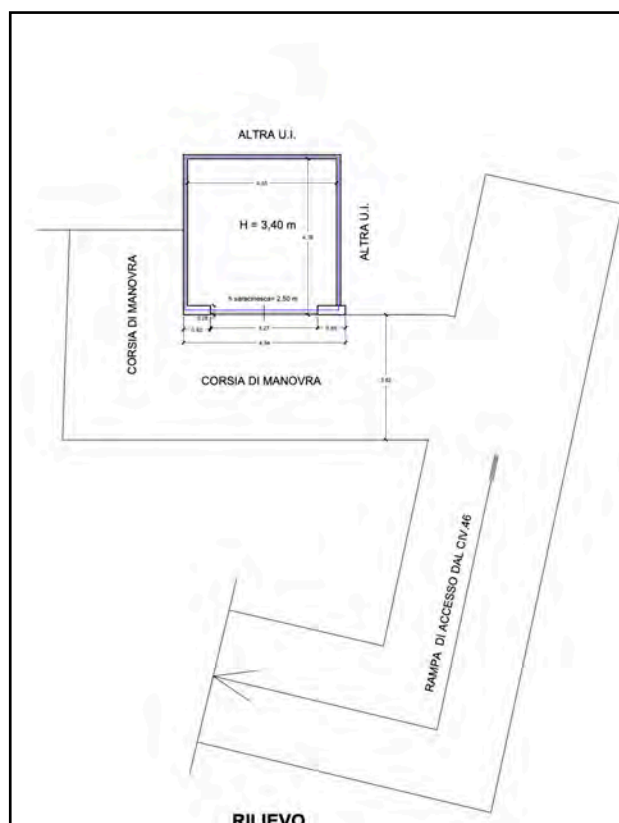 ALTRA U.I.
H = 3,40 m
ALTRA U.I.
CORSIA DI MANOVRA
h saracinesca= 2,50 m
CORSIA DI MANOVRA
RAMPA DI ACCESSO DAL CIV.46
RILIEVO